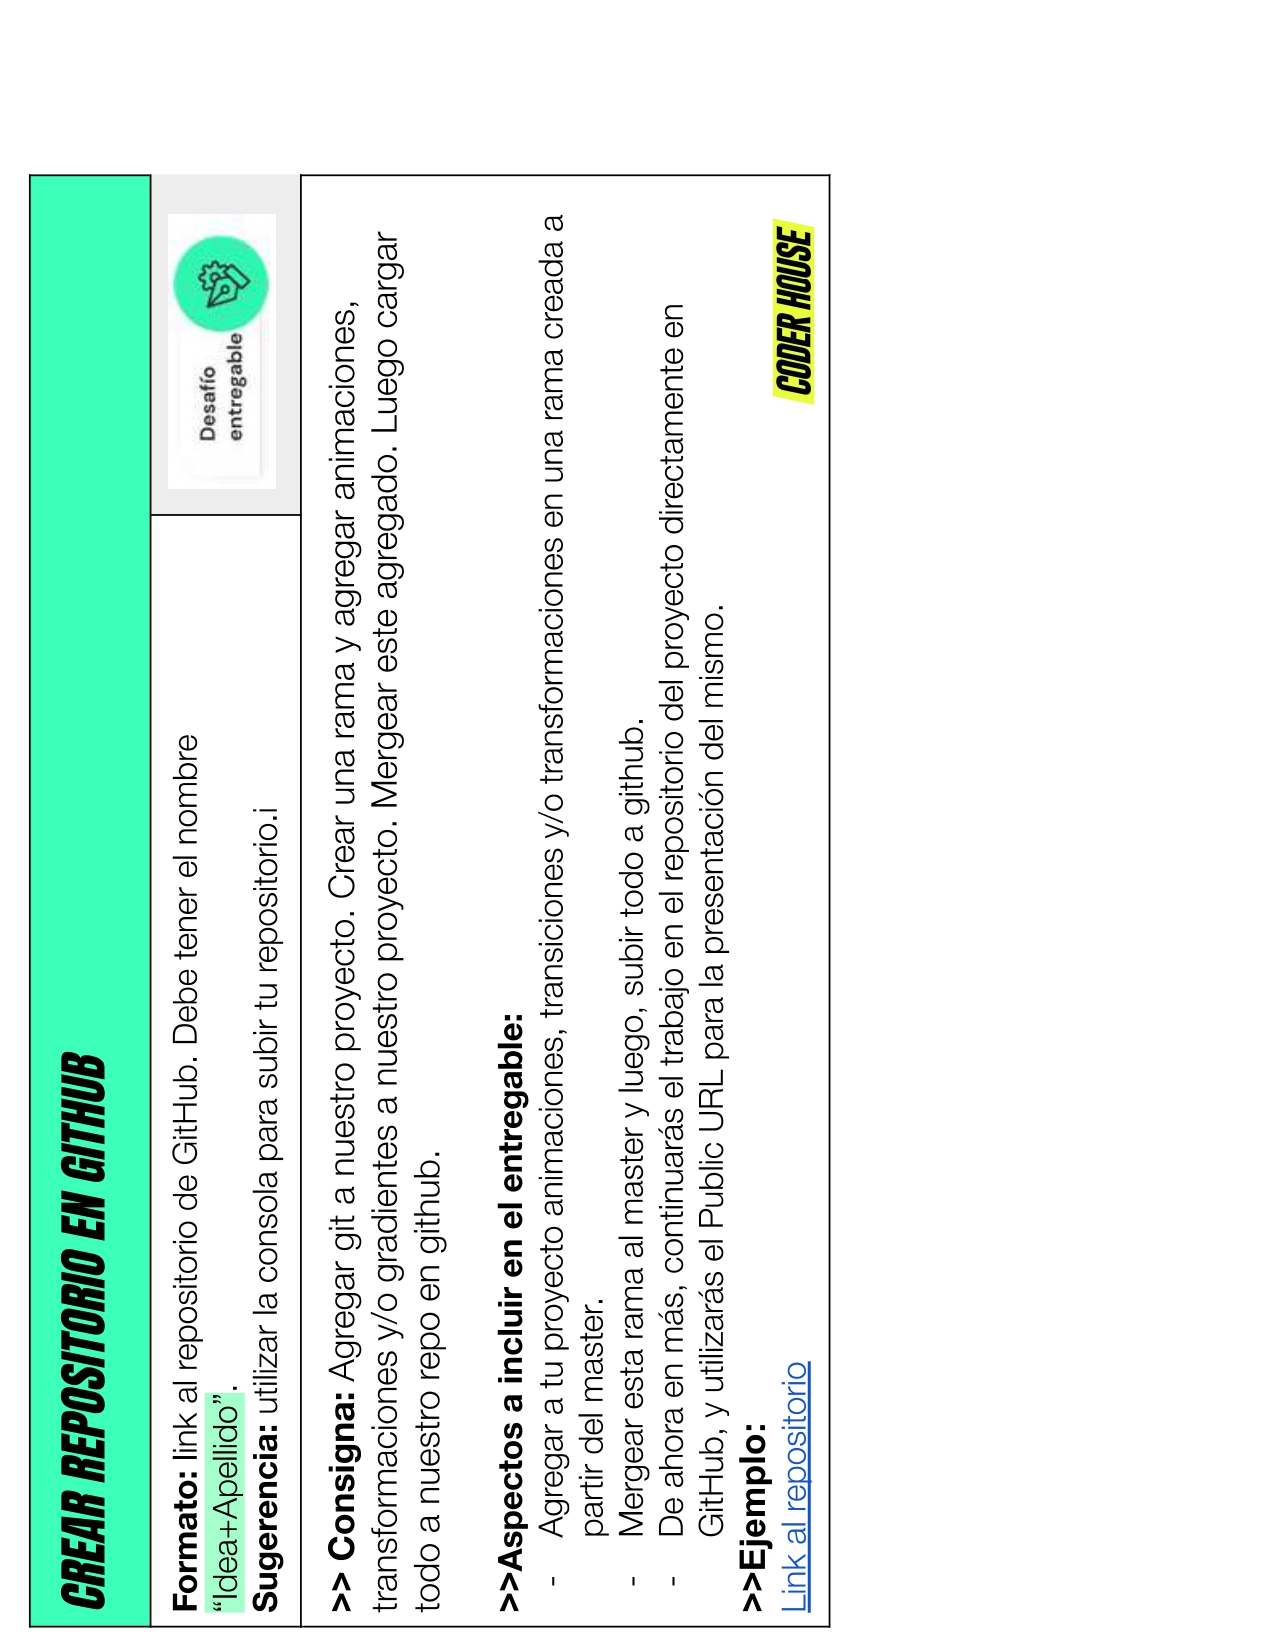 CREAR REPOSITORIO EN GITHUB
Formato: link al repositorio de GitHub. Debe tener el nombre
“Idea+Apellido”.
Sugerencia: utilizar la consola para subir tu repositorio.i
Desafío
entregable
>> Consigna: Agregar git a nuestro proyecto. Crear una rama y agregar animaciones,
transformaciones y/o gradientes a nuestro proyecto. Mergear este agregado. Luego cargar
todo a nuestro repo en github.
>>Aspectos a incluir en el entregable:
- Agregar a tu proyecto animaciones, transiciones y/o transformaciones en una rama creada a
partir del master.
- Mergear esta rama al master y luego, subir todo a github.
- De ahora en más, continuarás el trabajo en el repositorio del proyecto directamente en
GitHub, y utilizarás el Public URL para la presentación del mismo.
>>Ejemplo:
Link al repositorio
CODER HOUSE